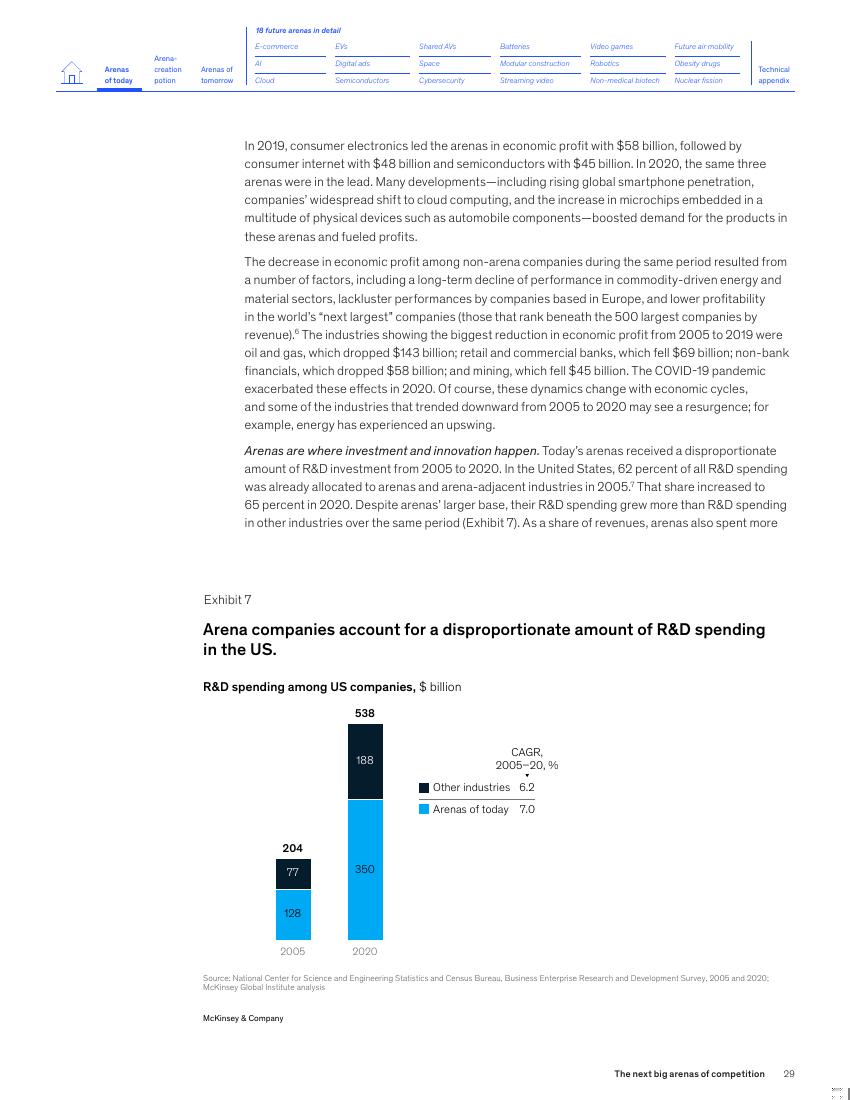 18 future arenas in detail
Arenas
of today
Arena-
creation
potion
Arenas of
tomorrow
E-commerce
EVs
Shared AVs
Batteries
Video games
Future air mobility
AI
Digital ads
Space
Modular construction
Robotics
Obesity drugs
Cloud
Semiconductors
Cybersecurity
Streaming video
Non-medical biotech
Nuclear fission
Technical
appendix
In 2019, consumer electronics led the arenas in economic profit with $58 billion, followed by
consumer internet with $48 billion and semiconductors with $45 billion. In 2020, the same three
arenas were in the lead. Many developments—including rising global smartphone penetration,
companies’ widespread shift to cloud computing, and the increase in microchips embedded in a
multitude of physical devices such as automobile components—boosted demand for the products in
these arenas and fueled profits.
The decrease in economic profit among non-arena companies during the same period resulted from
a number of factors, including a long-term decline of performance in commodity-driven energy and
material sectors, lackluster performances by companies based in Europe, and lower profitability
in the world’s “next largest” companies (those that rank beneath the 500 largest companies by
revenue).6 The industries showing the biggest reduction in economic profit from 2005 to 2019 were
oil and gas, which dropped $143 billion; retail and commercial banks, which fell $69 billion; non-bank
financials, which dropped $58 billion; and mining, which fell $45 billion. The COVID-19 pandemic
exacerbated these effects in 2020. Of course, these dynamics change with economic cycles,
and some of the industries that trended downward from 2005 to 2020 may see a resurgence; for
example, energy has experienced an upswing.
Arenas are where investment and innovation happen. Today’s arenas received a disproportionate
amount of R&D investment from 2005 to 2020. In the United States, 62 percent of all R&D spending
was already allocated to arenas and arena-adjacent industries in 2005.7 That share increased to
65 percent in 2020. Despite arenas’ larger base, their R&D spending grew more than R&D spending
in other industries over the same period (Exhibit 7). As a share of revenues, arenas also spent more
Exhibit 7
Arena companies account for a disproportionate amount of R&D spending
in the US.
R&D spending among US companies, $ billion
538
188
350
204
77
128
2005
2020
CAGR,
2005–20, %
Other industries 6.2
Arenas of today 7.0
Source: National Center for Science and Engineering Statistics and Census Bureau, Business Enterprise Research and Development Survey, 2005 and 2020;
McKinsey Global Institute analysis
McKinsey & Company
The next big arenas of competition 29